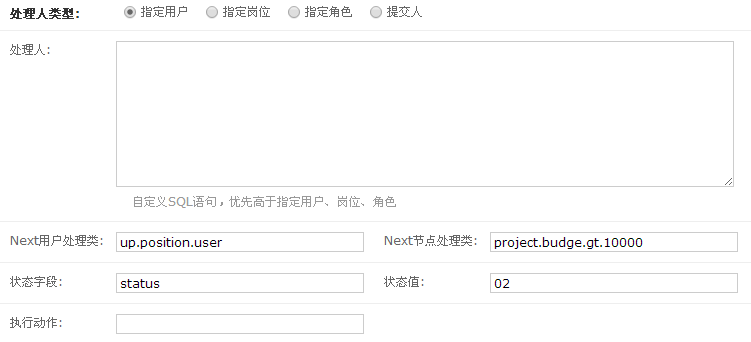 处理人类型: 指定用户 指定岗位 指定角色 提交人
处理人:
自定义SQL语句，优先高于指定用户、岗位、角色
Next用户处理类: up.position.user Next节点处理类: project.budge.gt.10000
状态字段: status 状态值: 02
执行动作: